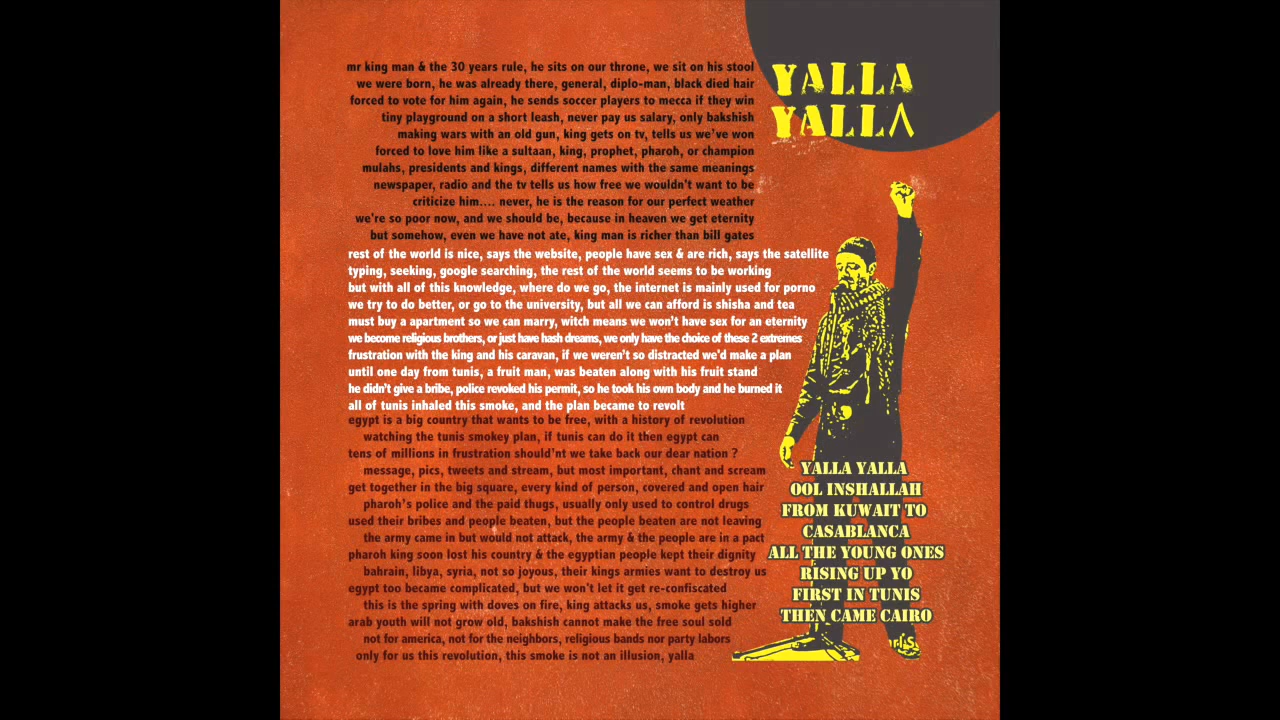 mr king man & the 30 years rule, he sits on our throne, we sit on his stool
we were born, he was already there, general, diplo-man, black died hair
forced to vote for him again, he sends soccer players to mecca if they win
tiny playground on a short leash, never pay us salary, only bakshish
making wars with an old gun, king gets on tv, tells us we've won
forced to love him like a sultaan, king, prophet, pharoh, or champion
mulahs, presidents and kings, different names with the same meanings
newspaper, radio and the tv tells us how free we wouldn't want to be
criticize him.... never, he is the reason for our perfect weather
we're so poor now, and we should be, because in heaven we get eternity
but somehow, even we have not ate, king man is richer than bill gates
rest of the world is nice, says the website, people have sex & are rich, says the satellite
typing, seeking, google searching, the rest of the world seems to be working
but with all of this knowledge, where do we go, the internet is mainly used for porno
we try to do better, or go to the university, but all we can afford is shisha and tea
must buy a apartment so we can marry, witch means we won't have sex for an eternity
we become religious brothers, or just have hash dreams, we only have the choice of these 2 extremes
frustration with the king and his caravan, if we weren't so distracted we'd make a plan
until one day from tunis, a fruit man, was beaten along with his fruit stand
he didn't give a bribe, police revoked his permit, so he took his own body and he burned it
all of tunis inhaled this smoke, and the plan became to revolt
egypt is a big country that wants to be free, with a history of revolution
watching the tunis smokey plan, if tunis can do it then egypt can
tens of millions in frustration should'nt we take back our dear nation ?
message, pics, tweets and stream, but most important, chant and scream
get together in the big square, every kind of person, covered and open hair
pharoh's police and the paid thugs, usually only used to control drugs
used their bribes and people beaten, but the people beaten are not leaving
the army came in but would not attack, the army & the people are in a pact
pharoh king soon lost his country & the egyptian people kept their dignity
bahrain, libya, syria, not so joyous, their kings armies want to destroy us
egypt too became complicated, but we won't let it get re-confiscated
this is the spring with doves on fire, king attacks us, smoke gets higher
arab youth will not grow old, bakshish cannot make the free soul sold
not for america, not for the neighbors, religious bands nor party labors
only for us this revolution, this smoke is not an illusion, yalla
YALLA
YALLΛ
YALLA YALLA
OOL INSHALLAH
FROM KUWAIT TO
CASABLANCA
ALL THE YOUNG ONES
RISING UP YO
FIRST IN TUNIS
THEN CAME CAIRO